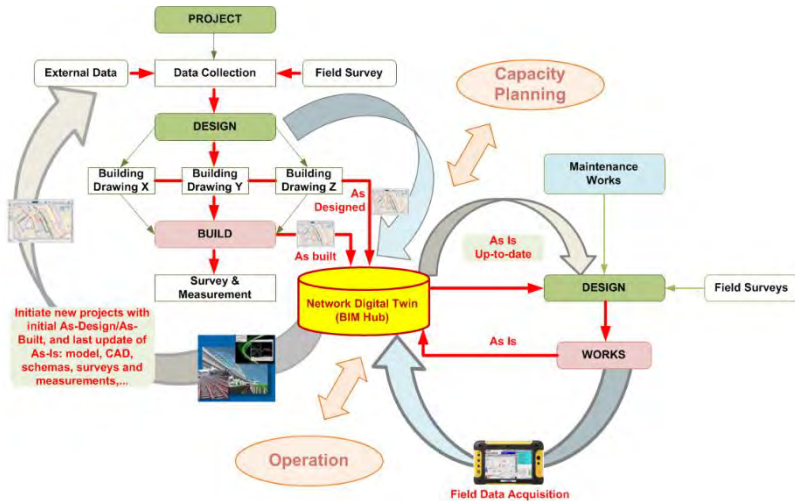 PROJECT
External Data
Data Collection
Field Survey
Capacity
Planning
DESIGN
Building
Drawing X
Building
Drawing Y
Building
Drawing Z
Maintenance
Works
As
Designed
BUILD
As built
As Is
Up-to-date
Survey &
Measurement
Network Digital Twin
(BIM Hub)
DESIGN
Field Surveys
Initiate new projects with
initial As-Design/As-
Built, and last update of
As-Is: model, CAD,
schemas, surveys and
measurements,...
As Is
WORKS
Operation
Field Data Acquisition